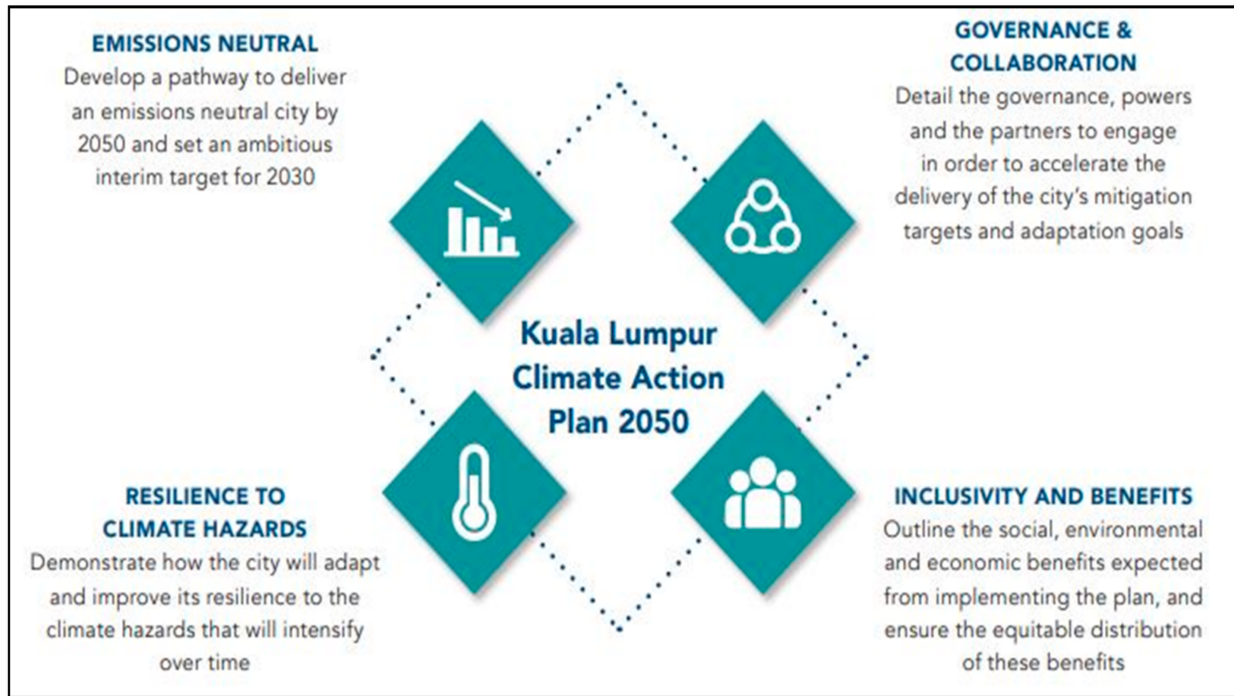 EMISSIONS NEUTRAL
Develop a pathway to deliver
an emissions neutral city by
2050 and set an ambitious
interim target for 2030
GOVERNANCE &
COLLABORATION
Detail the governance, powers
and the partners to engage
in order to accelerate the
delivery of the city's mitigation
targets and adaptation goals
Kuala Lumpur
Climate Action
Plan 2050
RESILIENCE TO
CLIMATE HAZARDS
Demonstrate how the city will adapt
and improve its resilience to the
climate hazards that will intensify
over time
INCLUSIVITY AND BENEFITS
Outline the social, environmental
and economic benefits expected
from implementing the plan, and
ensure the equitable distribution
of these benefits